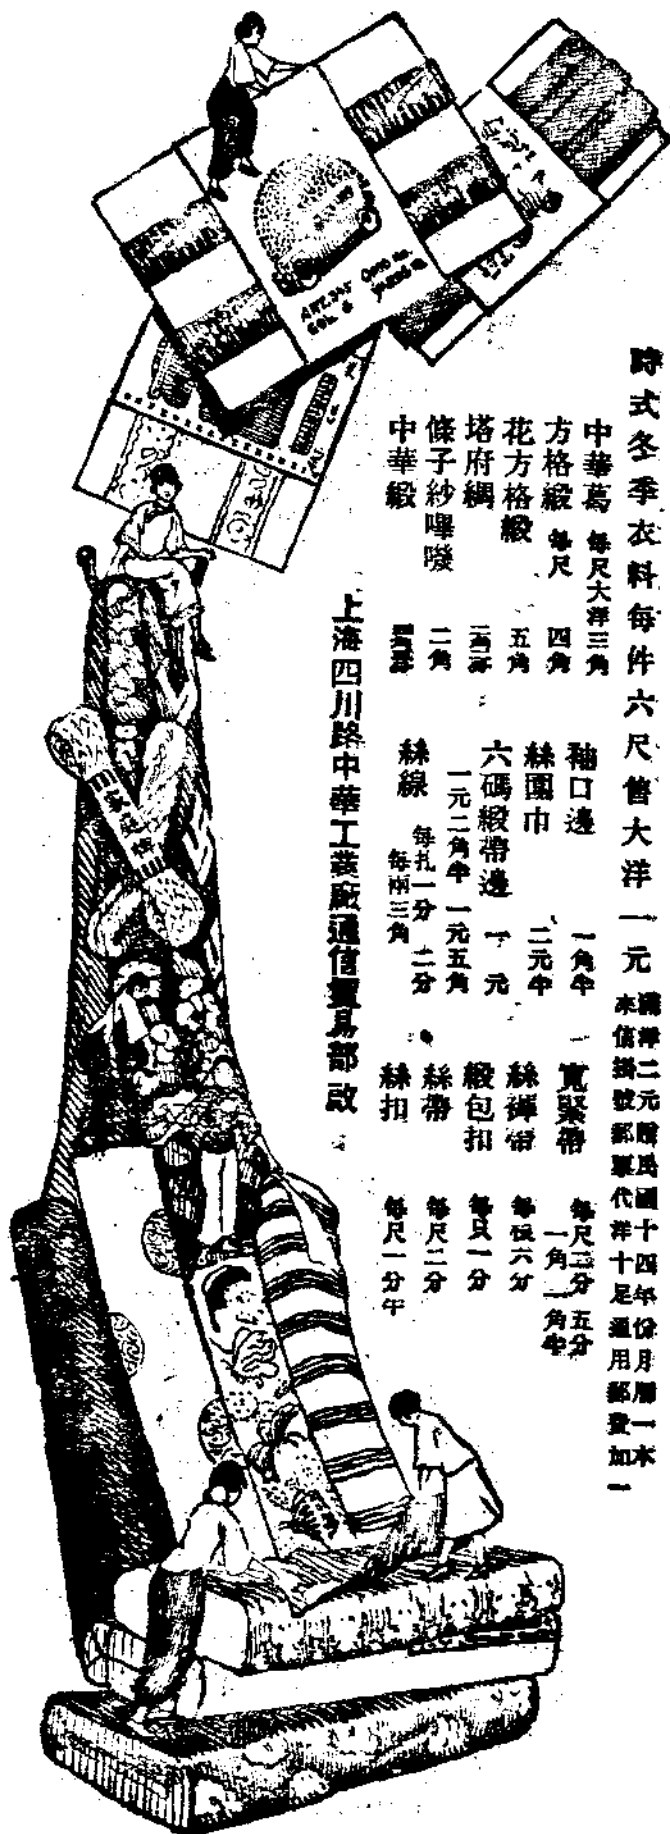 時式冬季衣料每件六尺售大洋一元
滿洋二元贈民國十四年份月曆一本
來信掛號郵票代洋十足通用郵費加一
中華葛 每尺大洋三角
方格緞 每尺 四角
花方格緞 五角
塔府綢
條子紗嗶嘰 二角
中華緞
袖口邊 一角半
絲圍巾 二元半
六碼緞帶邊 一元
一元二角半 一元五角
絲線 每扎一分 二分
每兩三角
寬緊帶 每尺三分 五分
一角 一角半
絲褲帶 每根六分
緞包扣 每只一分
絲帶 每尺二分
絲扣 每尺一分半
上海四川路中華工業廠通信貿易部啟